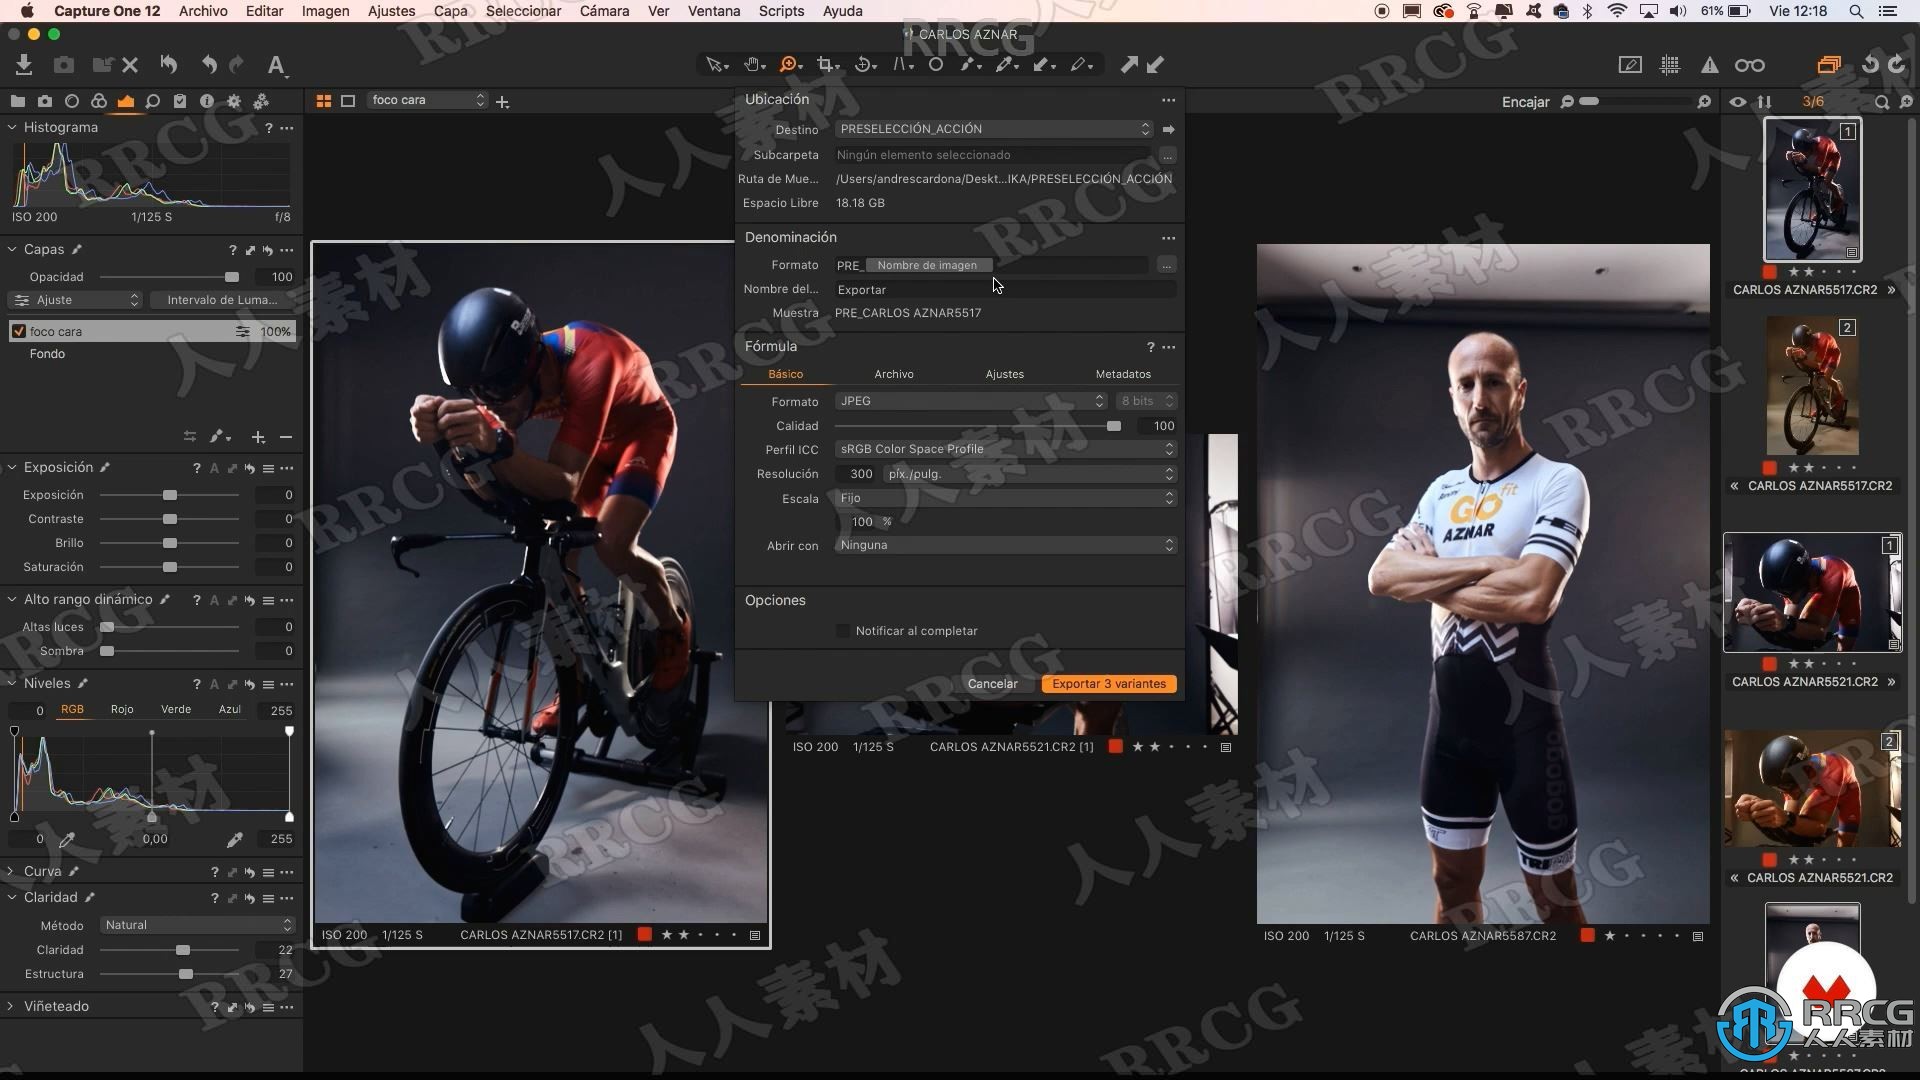 Capture One 12 Archivo Editar Imagen Ajustes Capa Seleccionar Cámara Ver Ventana Scripts Ayuda 61% Vie 12:18
CARLOS AZNAR
foco cara
Encajar
3/6
Histograma
ISO 200 1/125 S f/8
Capas
Opacidad 100
Ajuste Intervalo de Luma...
foco cara 100%
Fondo
Exposición
Exposición 0
Contraste 0
Brillo 0
Saturación 0
Alto rango dinámico
Altas luces 0
Sombra 0
Niveles
0 RGB Rojo Verde Azul 255
0 0,00 255
Curva
Claridad
Método Natural
Claridad 22
Estructura 27
Viñeteado
Ubicación
Destino PRESELECCIÓN_ACCIÓN
Subcarpeta Ningún elemento seleccionado
Ruta de Mue... /Users/andrescardona/Deskt...IKA/PRESELECCIÓN_ACCIÓN
Espacio Libre 18.18 GB
Denominación
Formato PRE_ Nombre de imagen
Nombre del... Exportar
Muestra PRE_CARLOS AZNAR5517
Fórmula
Básico Archivo Ajustes Metadatos
Formato JPEG 8 bits
Calidad 100
Perfil ICC sRGB Color Space Profile
Resolución 300 píx./pulg.
Escala Fijo
100 %
Abrir con Ninguna
Opciones
Notificar al completar
Cancelar Exportar 3 variantes
ISO 200 1/125 S CARLOS AZNAR5517.CR2 [1]
ISO 200 1/125 S CARLOS AZNAR5521.CR2 [1]
GO fit
AZNAR
ISO 200 1/125 S CARLOS AZNAR5587.CR2
1
CARLOS AZNAR5517.CR2 »
2
« CARLOS AZNAR5517.CR2
1
CARLOS AZNAR5521.CR2 »
2
« CARLOS AZNAR5521.CR2
RRCG
人人素材